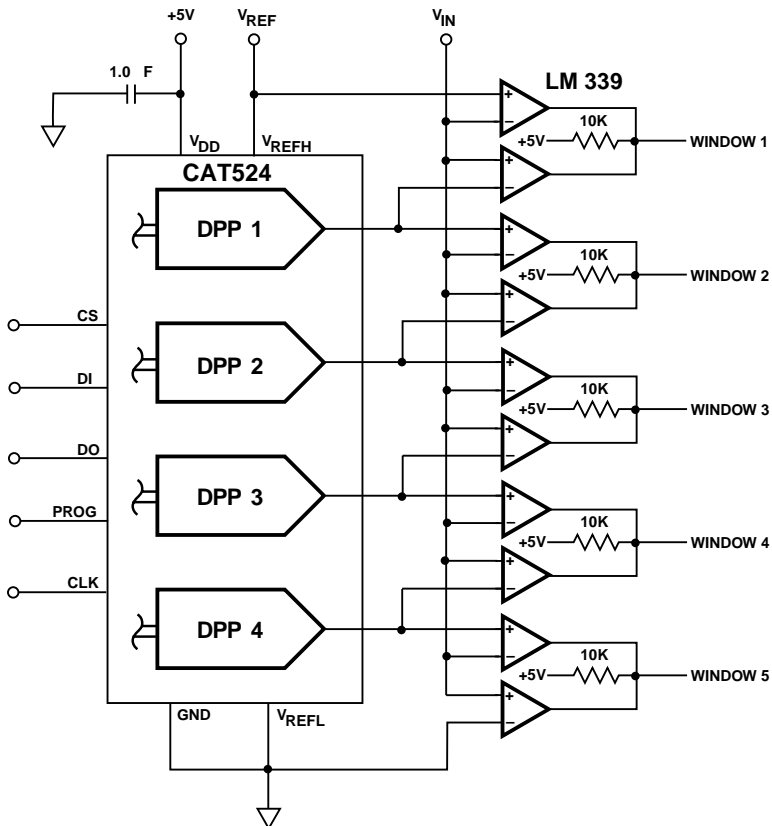 +5V
VREF
VIN
1.0 F
LM 339
VDD
VREFH
CAT524
+
−
10K
+5V
WINDOW 1
+
−
DPP 1
+
−
10K
+5V
WINDOW 2
+
−
CS
DPP 2
+
−
DI
10K
+5V
WINDOW 3
+
−
DO
DPP 3
+
−
PROG
10K
+5V
WINDOW 4
+
−
CLK
DPP 4
+
−
10K
+5V
WINDOW 5
+
−
GND
VREFL